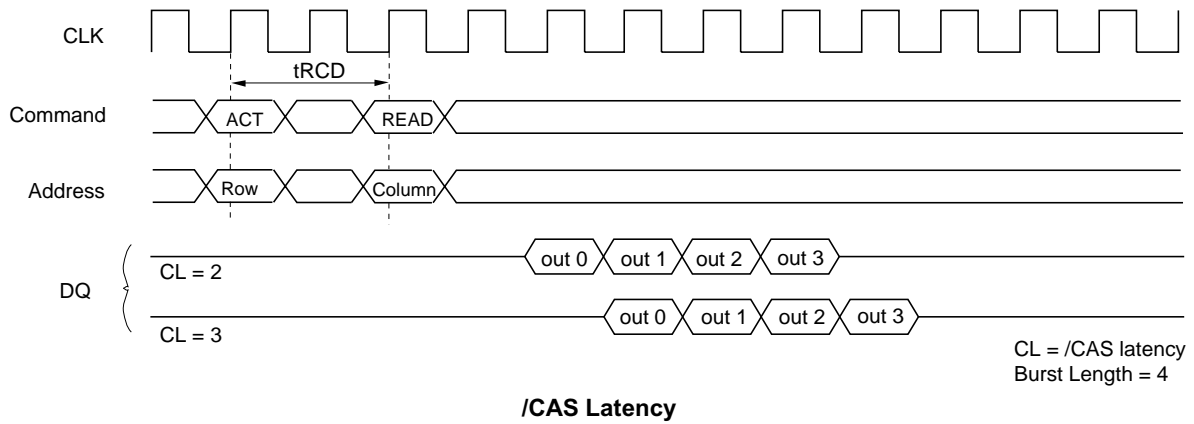 CLK
tRCD
Command
ACT
READ
Address
Row
Column
DQ
CL = 2
out 0
out 1
out 2
out 3
CL = 3
out 0
out 1
out 2
out 3
CL = /CAS latency
Burst Length = 4
/CAS Latency